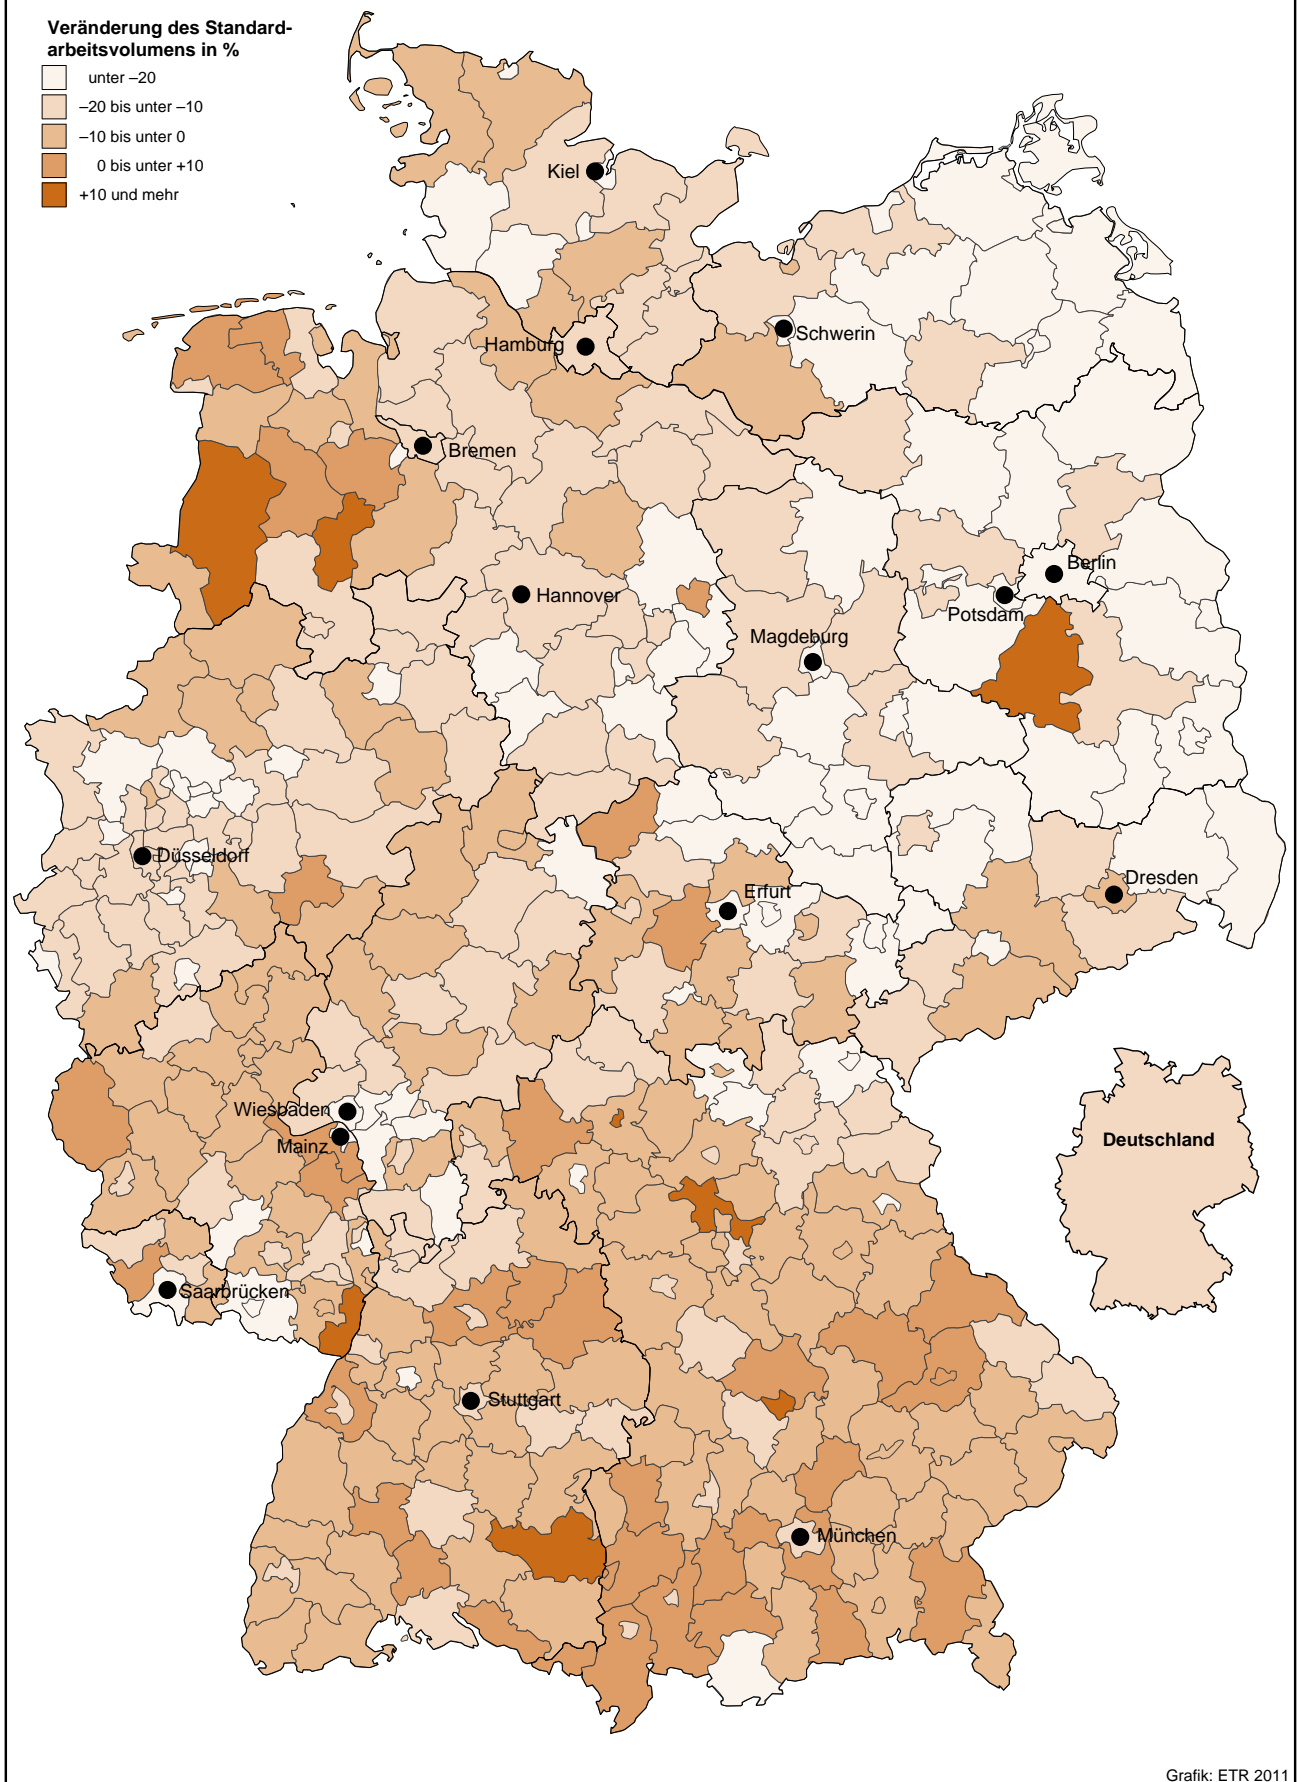 Veränderung des Standard-
arbeitsvolumens in %
unter –20
–20 bis unter –10
–10 bis unter 0
0 bis unter +10
+10 und mehr
Kiel
Schwerin
Hamburg
Bremen
Berlin
Hannover
Potsdam
Magdeburg
Düsseldorf
Dresden
Erfurt
Wiesbaden
Mainz
Deutschland
Saarbrücken
Stuttgart
München
Grafik: ETR 2011